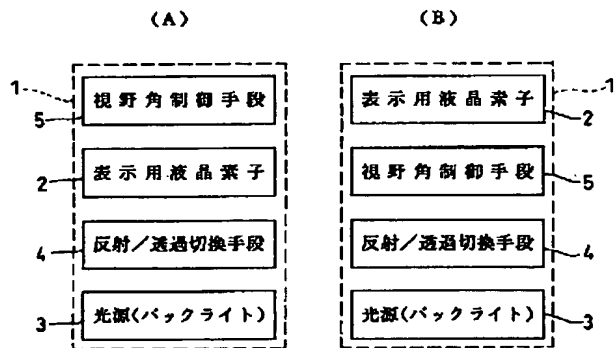 (A)
(B)
1
視野角制御手段
5
表示用液晶素子
2
反射/透過切換手段
4
光源(バックライト)
3
表示用液晶素子
1
2
視野角制御手段
5
反射/透過切換手段
4
光源(バックライト)
3